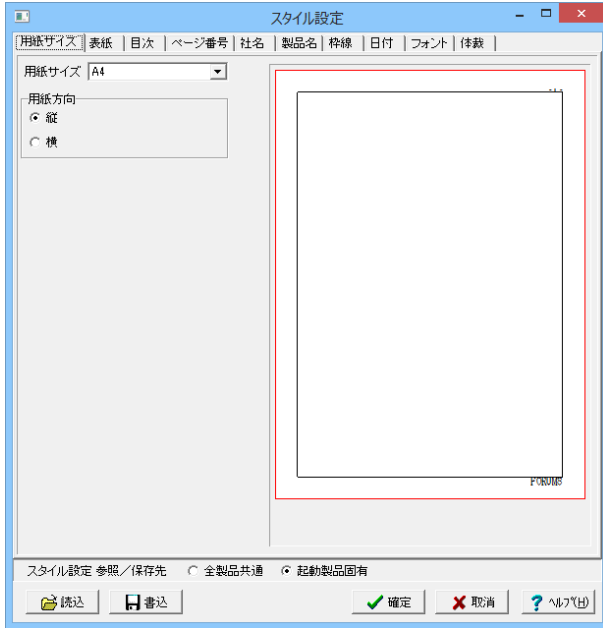 スタイル設定
用紙サイズ 表紙 目次 ページ番号 社名 製品名 枠線 日付 フォント 体裁
用紙サイズ A4
用紙方向
縦
横
FORUM8
スタイル設定 参照／保存先 全製品共通 起動製品固有
読込 書込 確定 取消 ? ヘルプ(H)